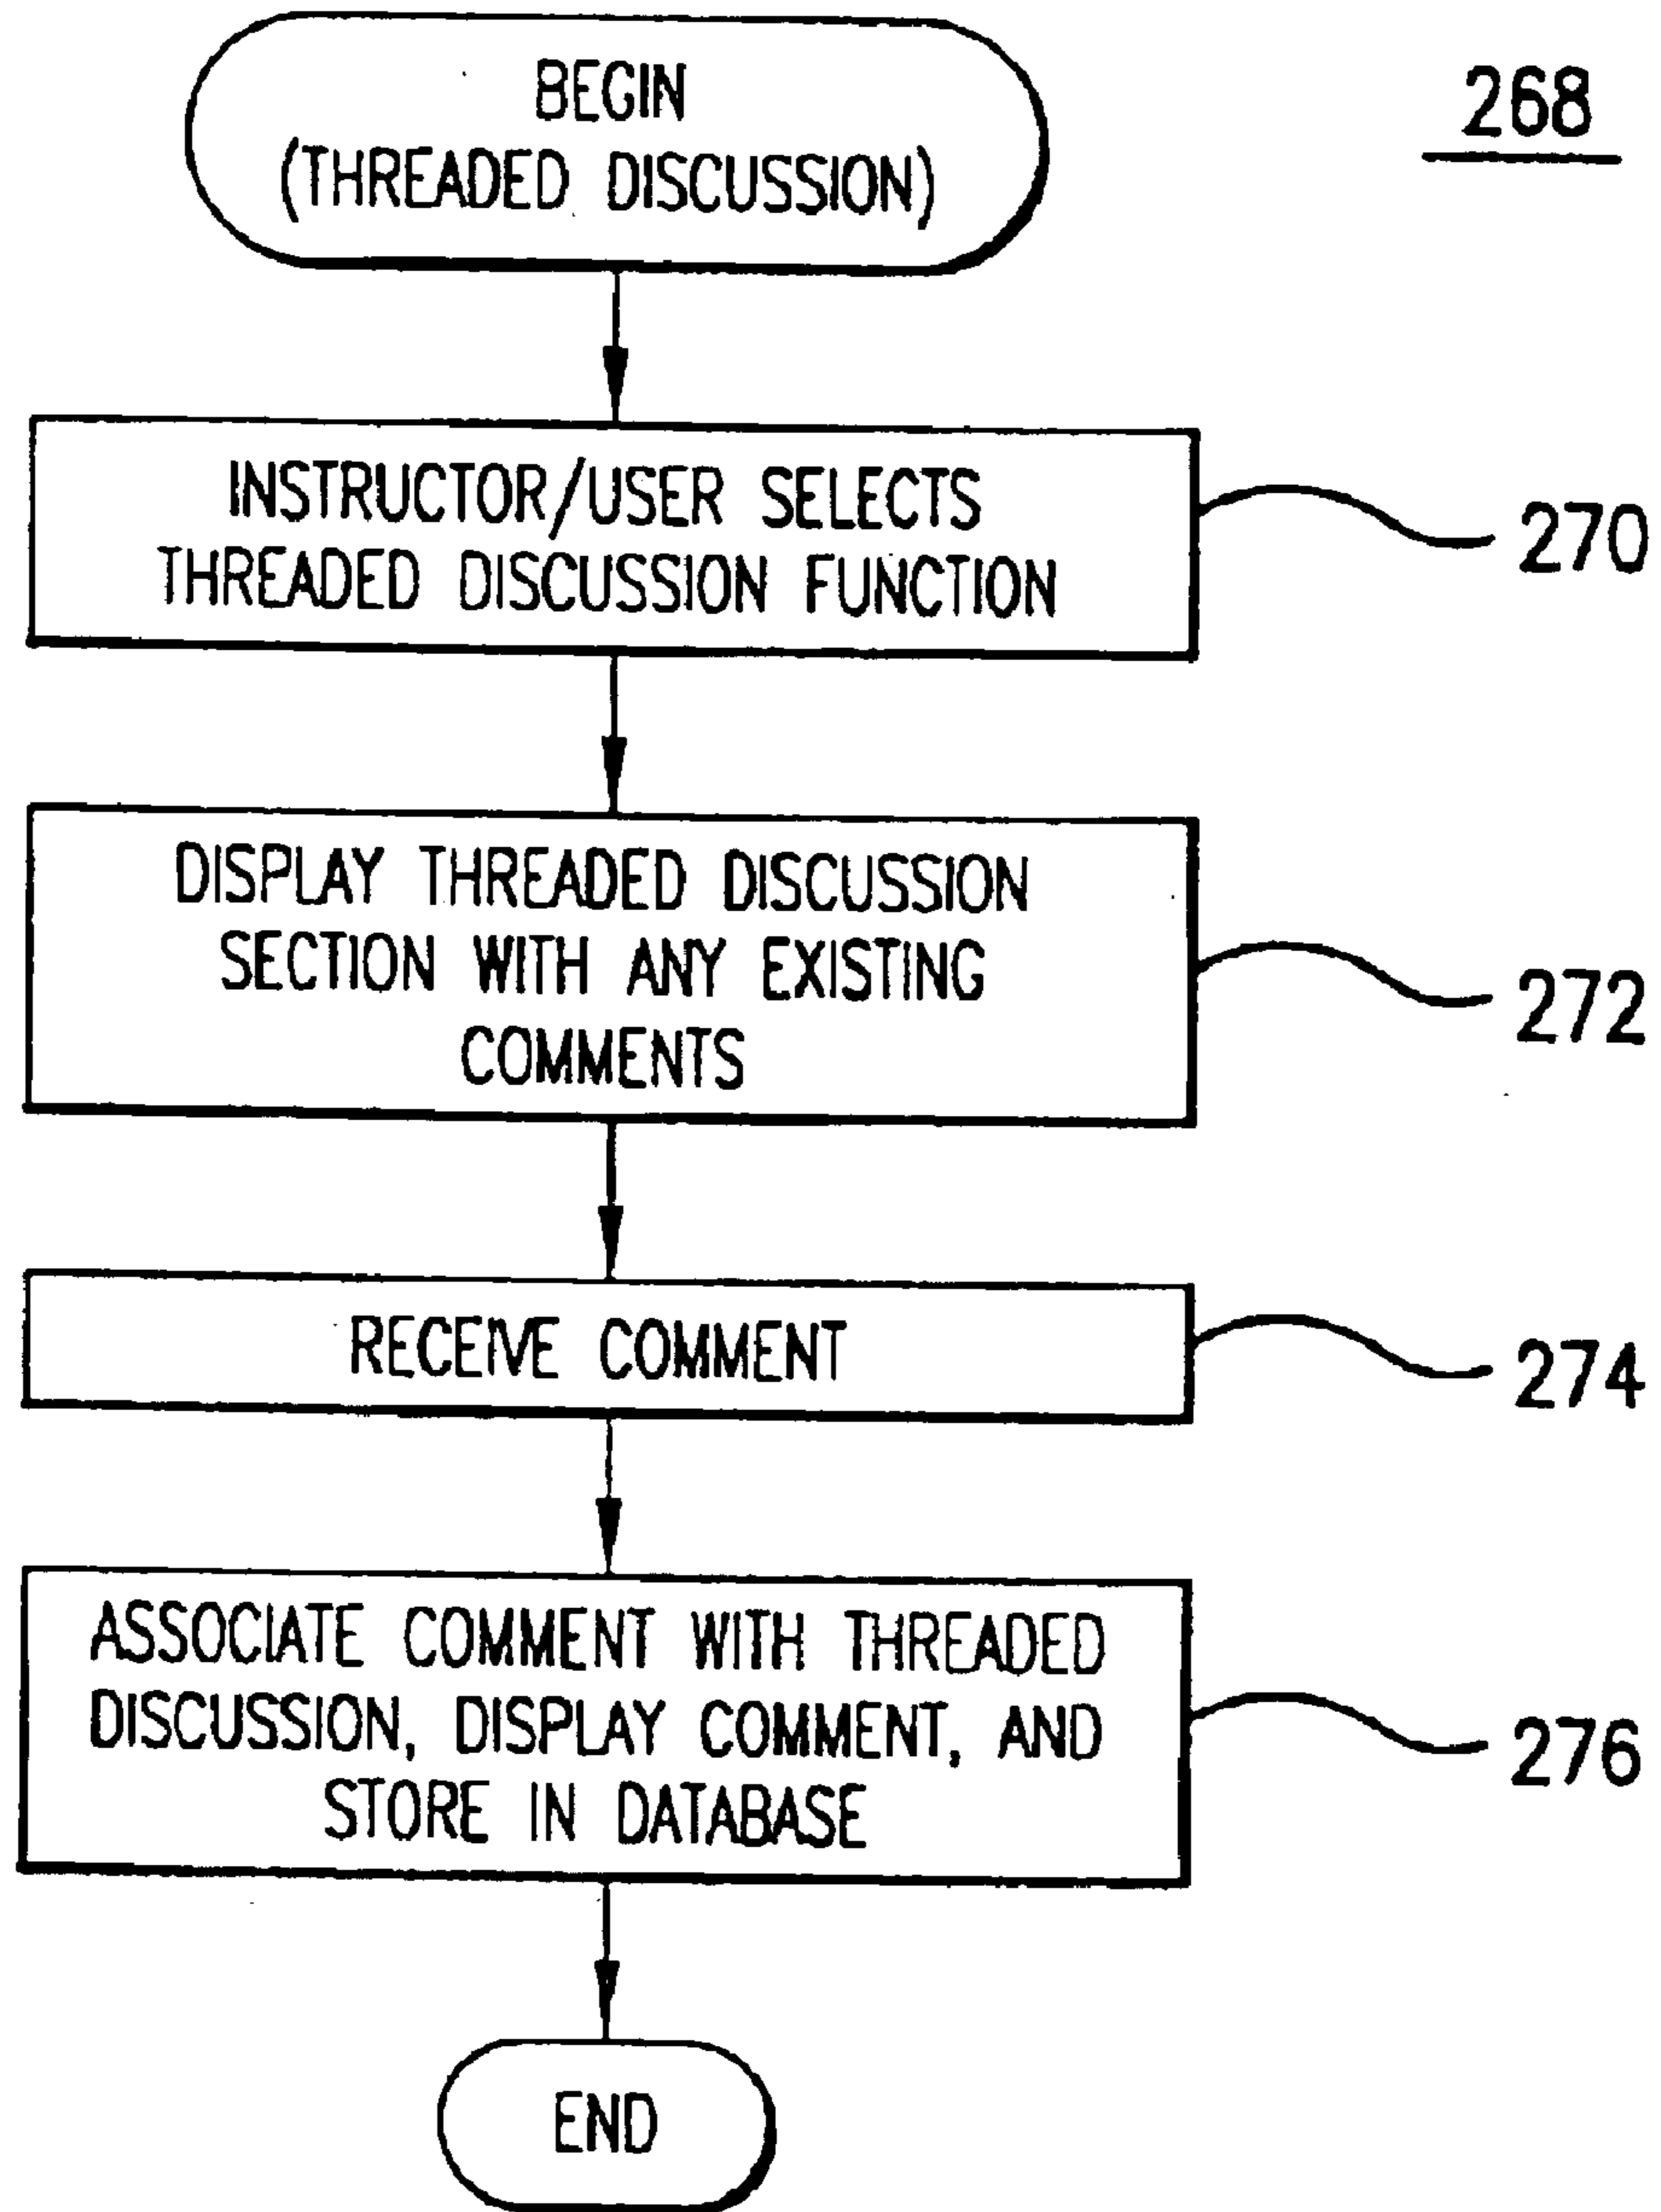 BEGIN
(THREADED DISCUSSION)
268
INSTRUCTOR/USER SELECTS
THREADED DISCUSSION FUNCTION
270
DISPLAY THREADED DISCUSSION
SECTION WITH ANY EXISTING
COMMENTS
272
RECEIVE COMMENT
274
ASSOCIATE COMMENT WITH THREADED
DISCUSSION, DISPLAY COMMENT, AND
STORE IN DATABASE
276
END